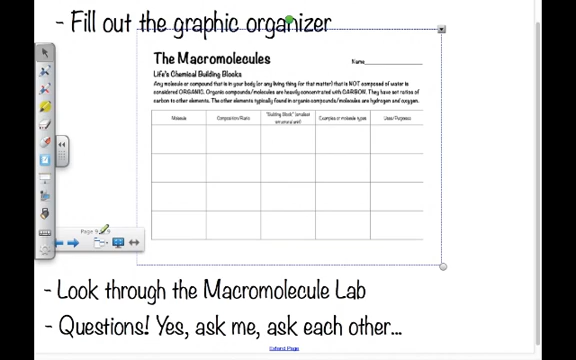 - Fill out the graphic organizer
The Macromolecules
Name
Life's Chemical Building Blocks
Any molecule or compound that is in your body (or any living thing for that matter) that is NOT composed of water is
considered ORGANIC. Organic compounds/molecules are heavily concentrated with CARBON. They have set ratios of
carbon to other elements. The other elements typically found in organic compounds/molecules are hydrogen and oxygen.
Molecule
Composition/Ratio
"Building Block" (smallest
structural unit)
Examples or molecule types
Uses/Purposes
Page 9
- Look through the Macromolecule Lab
- Questions! Yes, ask me, ask each other...
Extend Page